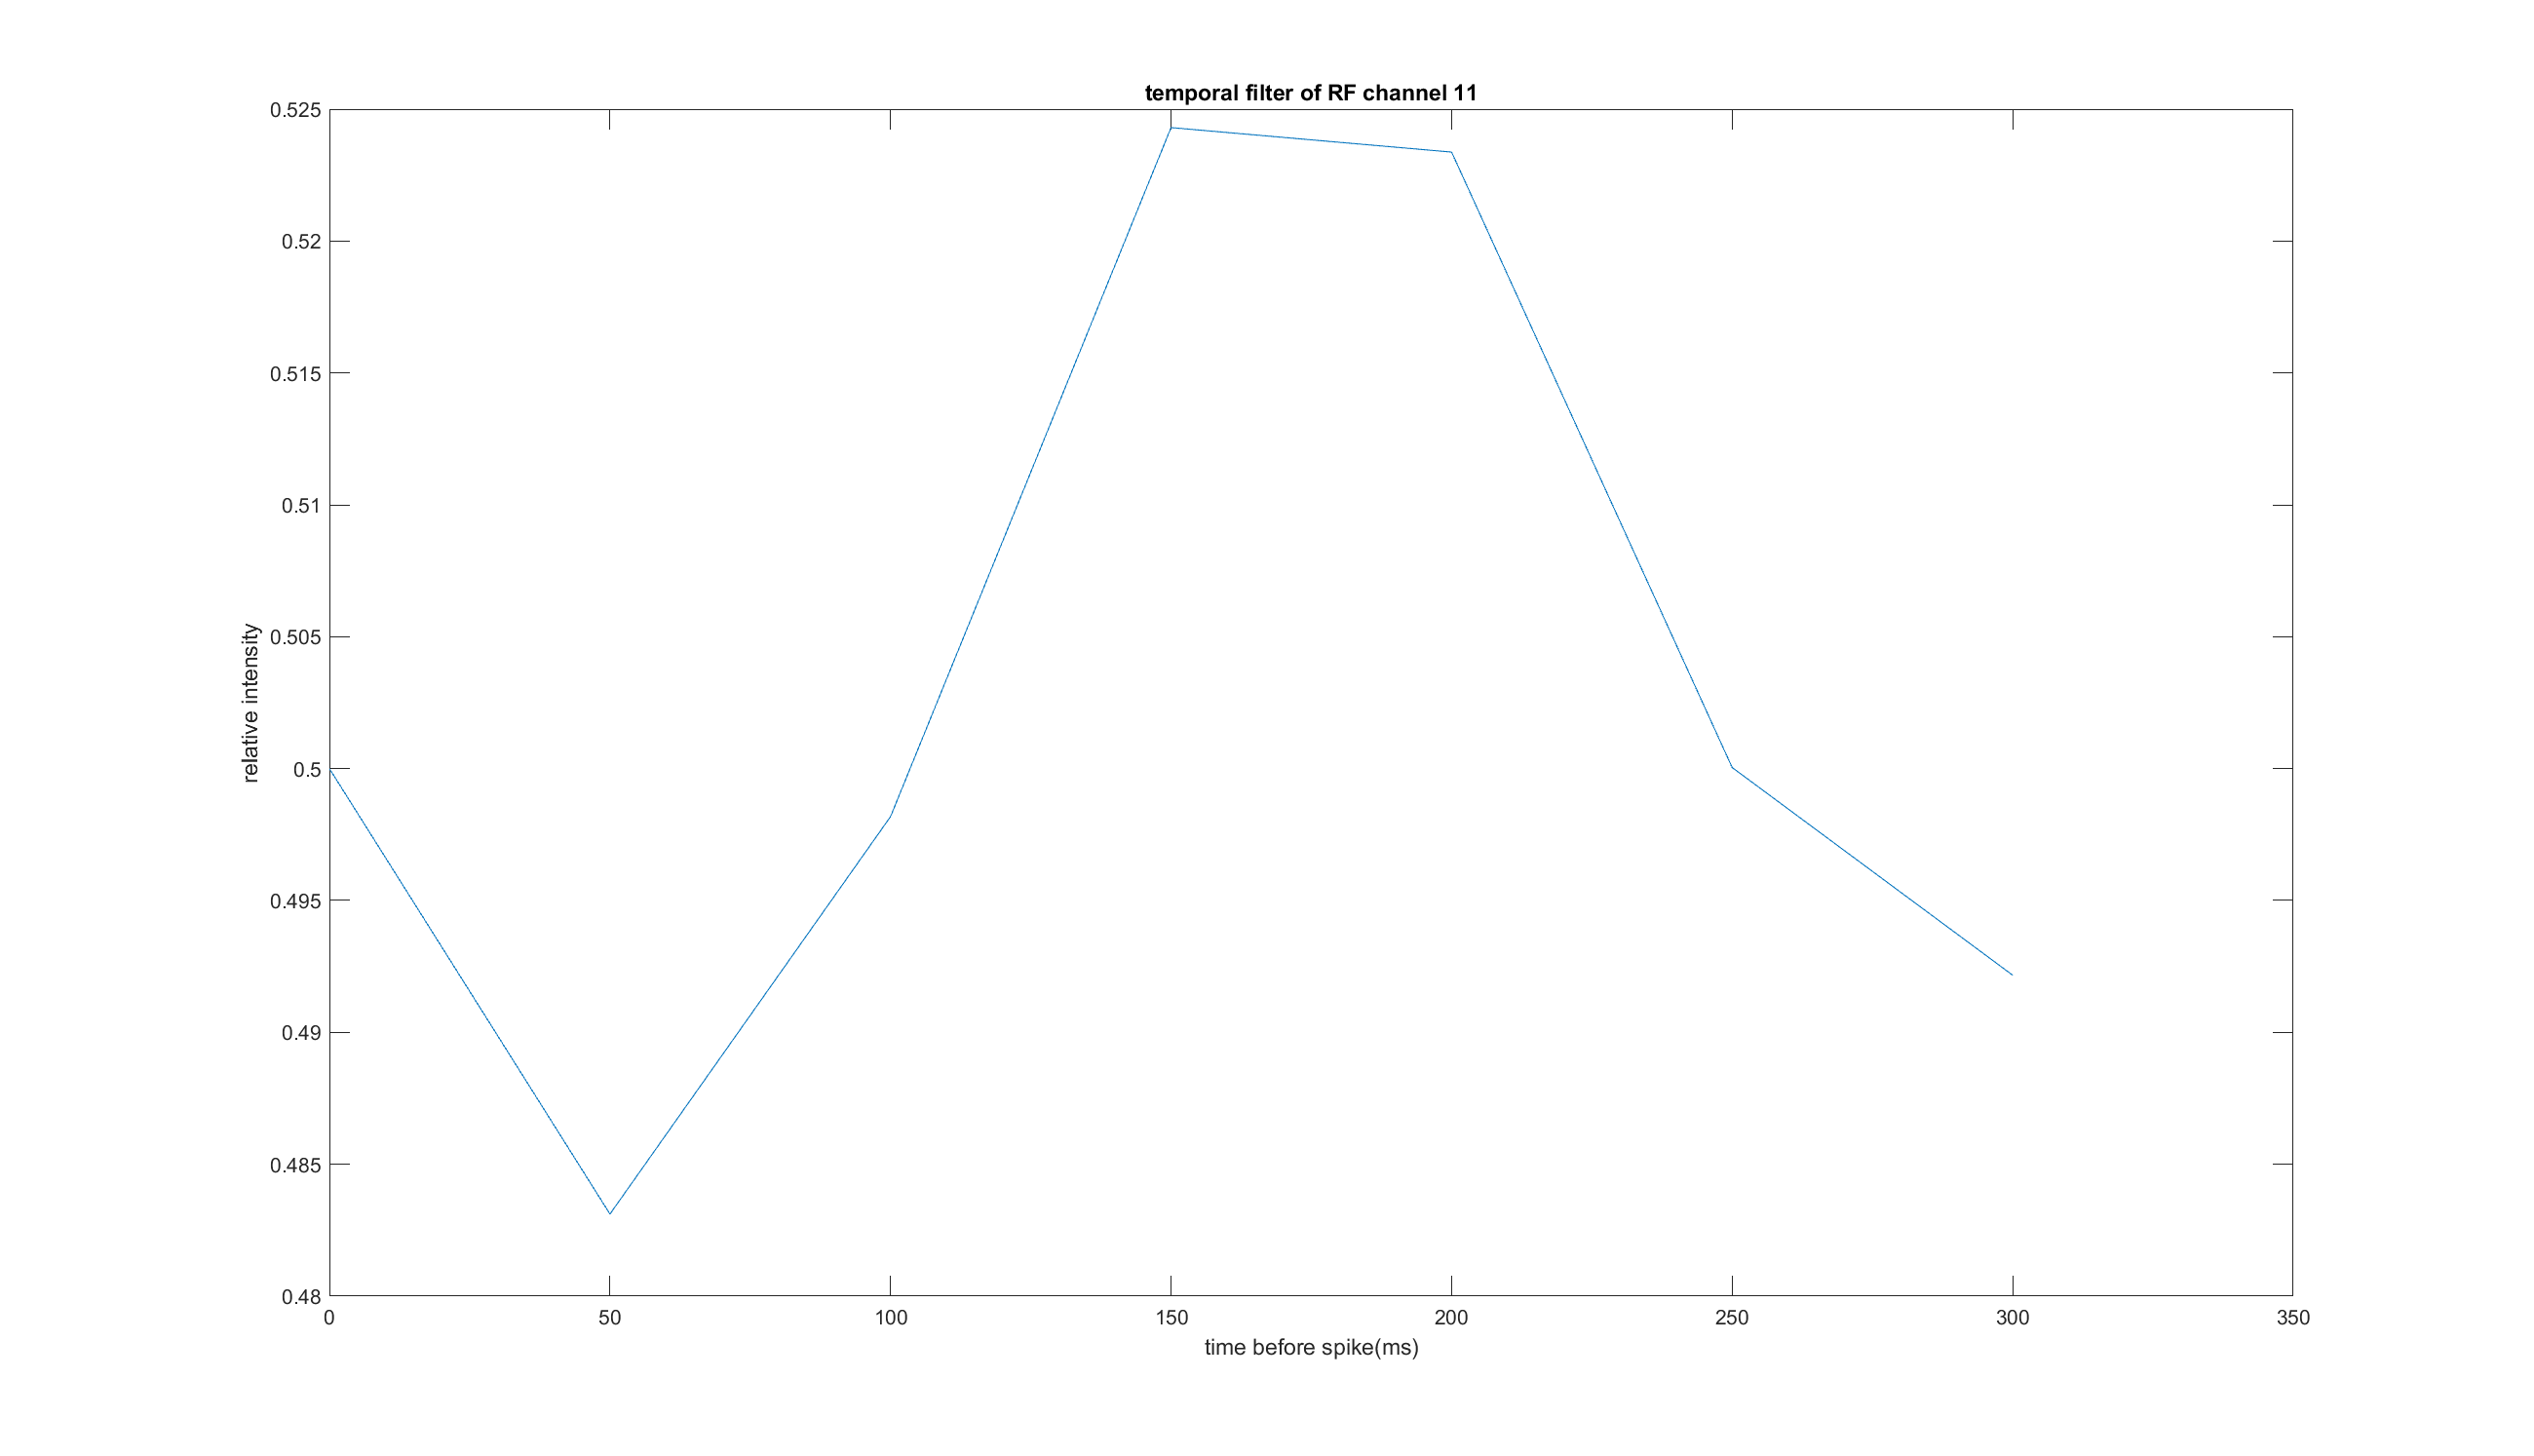 temporal filter of RF channel 11
0.525
0.52
0.515
0.51
0.505
0.5
0.495
0.49
0.485
0.48
relative intensity
0 50 100 150 200 250 300 350
time before spike(ms)